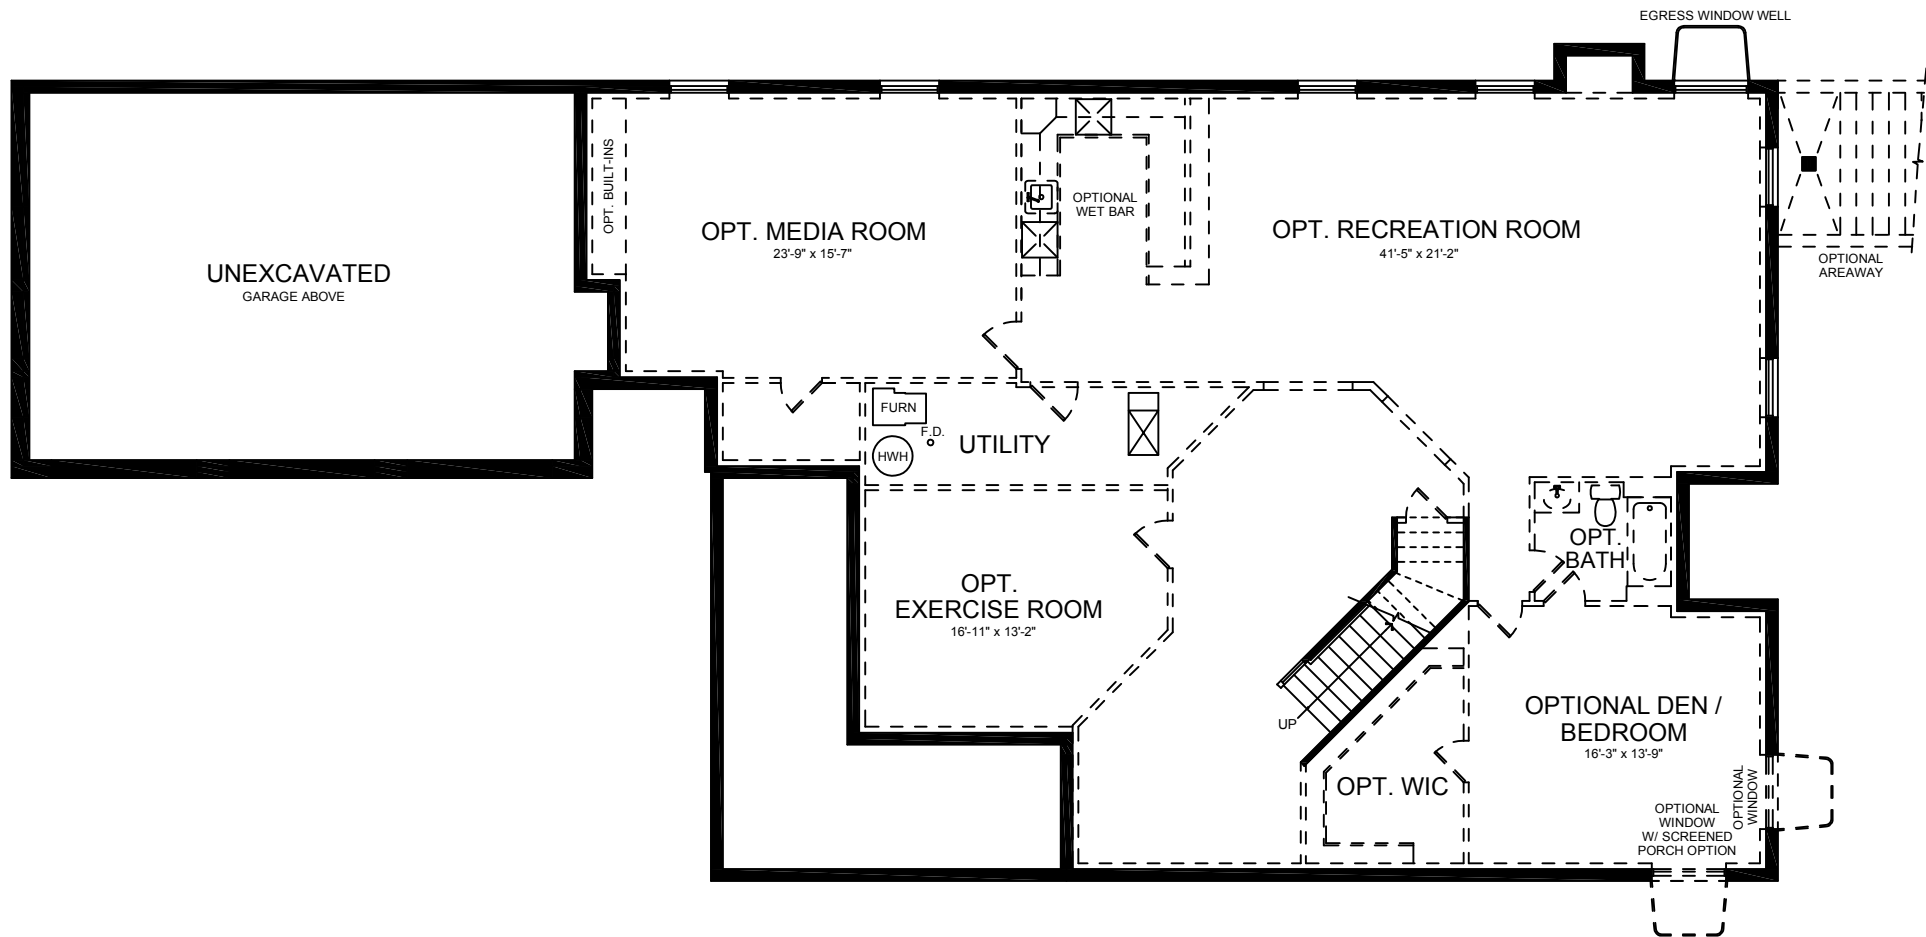 EGRESS WINDOW WELL
OPT. BUILT-INS
OPTIONAL
WET BAR
OPT. MEDIA ROOM
23'-9" x 15'-7"
OPT. RECREATION ROOM
41'-5" x 21'-2"
OPTIONAL
AREAWAY
UNEXCAVATED
GARAGE ABOVE
FURN
F.D.
UTILITY
HWH
OPT.
BATH
OPT.
EXERCISE ROOM
16'-11" x 13'-2"
UP
OPTIONAL DEN /
BEDROOM
16'-3" x 13'-9"
OPT. WIC
OPTIONAL
WINDOW
OPTIONAL
WINDOW
W/ SCREENED
PORCH OPTION